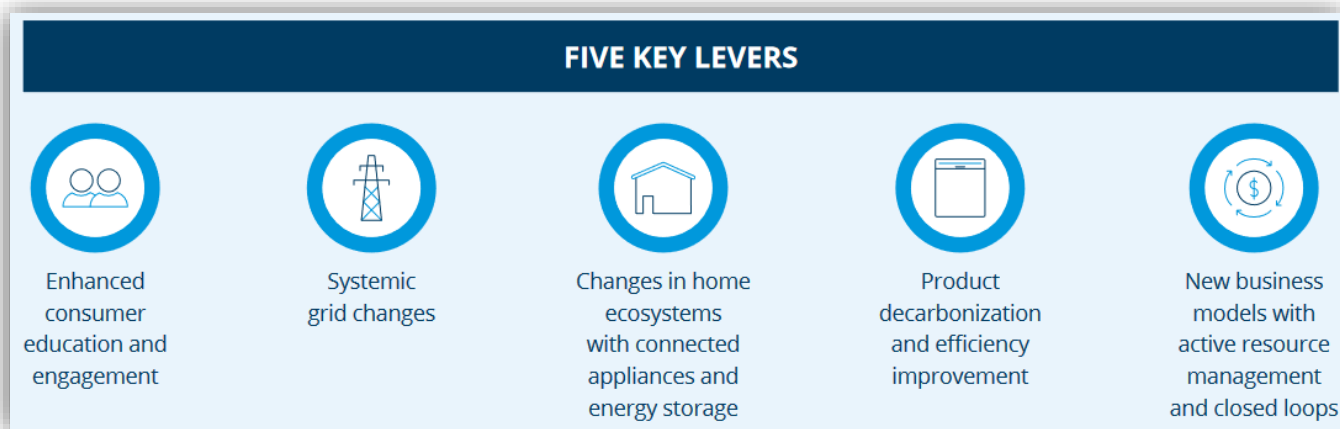 FIVE KEY LEVERS
Enhanced
consumer
education and
engagement
Systemic
grid changes
Changes in home
ecosystems
with connected
appliances and
energy storage
Product
decarbonization
and efficiency
improvement
$
New business
models with
active resource
management
and closed loops